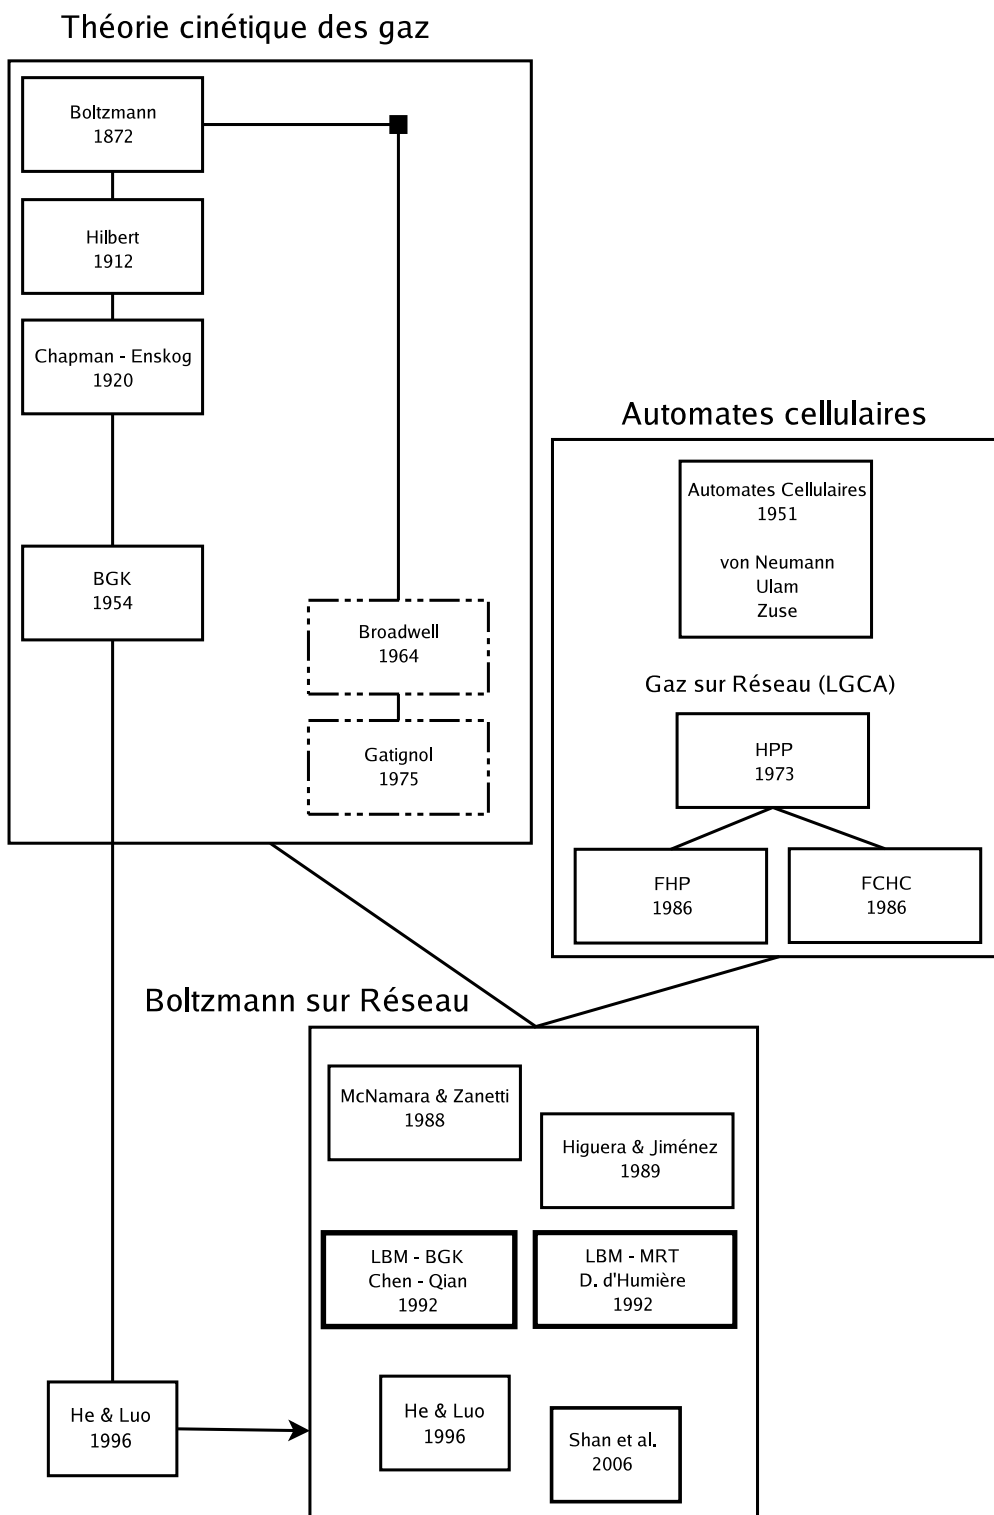 Théorie cinétique des gaz
Boltzmann
1872
Hilbert
1912
Chapman - Enskog
1920
BGK
1954
Broadwell
1964
Gatignol
1975
Automates cellulaires
Automates Cellulaires
1951
von Neumann
Ulam
Zuse
Gaz sur Réseau (LGCA)
HPP
1973
FHP
1986
FCHC
1986
Boltzmann sur Réseau
McNamara & Zanetti
1988
Higuera & Jiménez
1989
LBM - BGK
Chen - Qian
1992
LBM - MRT
D. d'Humière
1992
He & Luo
1996
He & Luo
1996
Shan et al.
2006